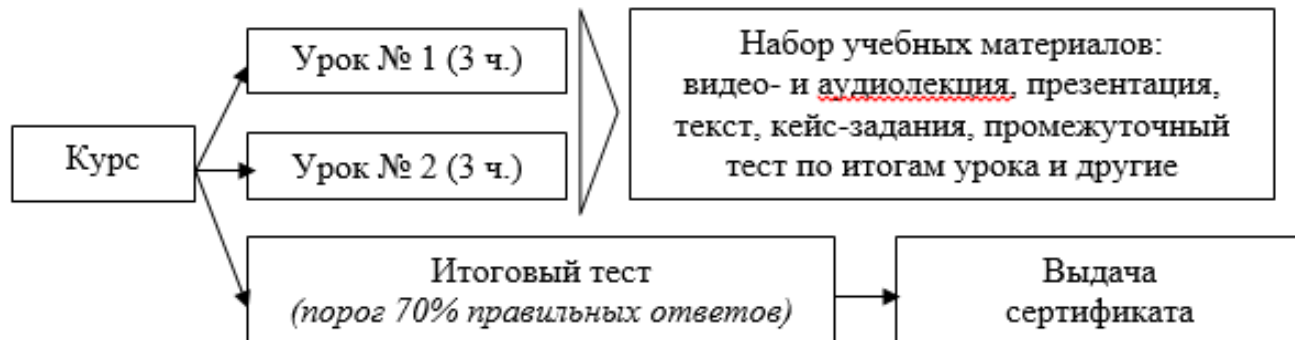 Курс
Урок № 1 (3 ч.)
Урок № 2 (3 ч.)
Набор учебных материалов:
видео- и аудиолекция, презентация,
текст, кейс-задания, промежуточный
тест по итогам урока и другие
Итоговый тест
(порог 70% правильных ответов)
Выдача
сертификата